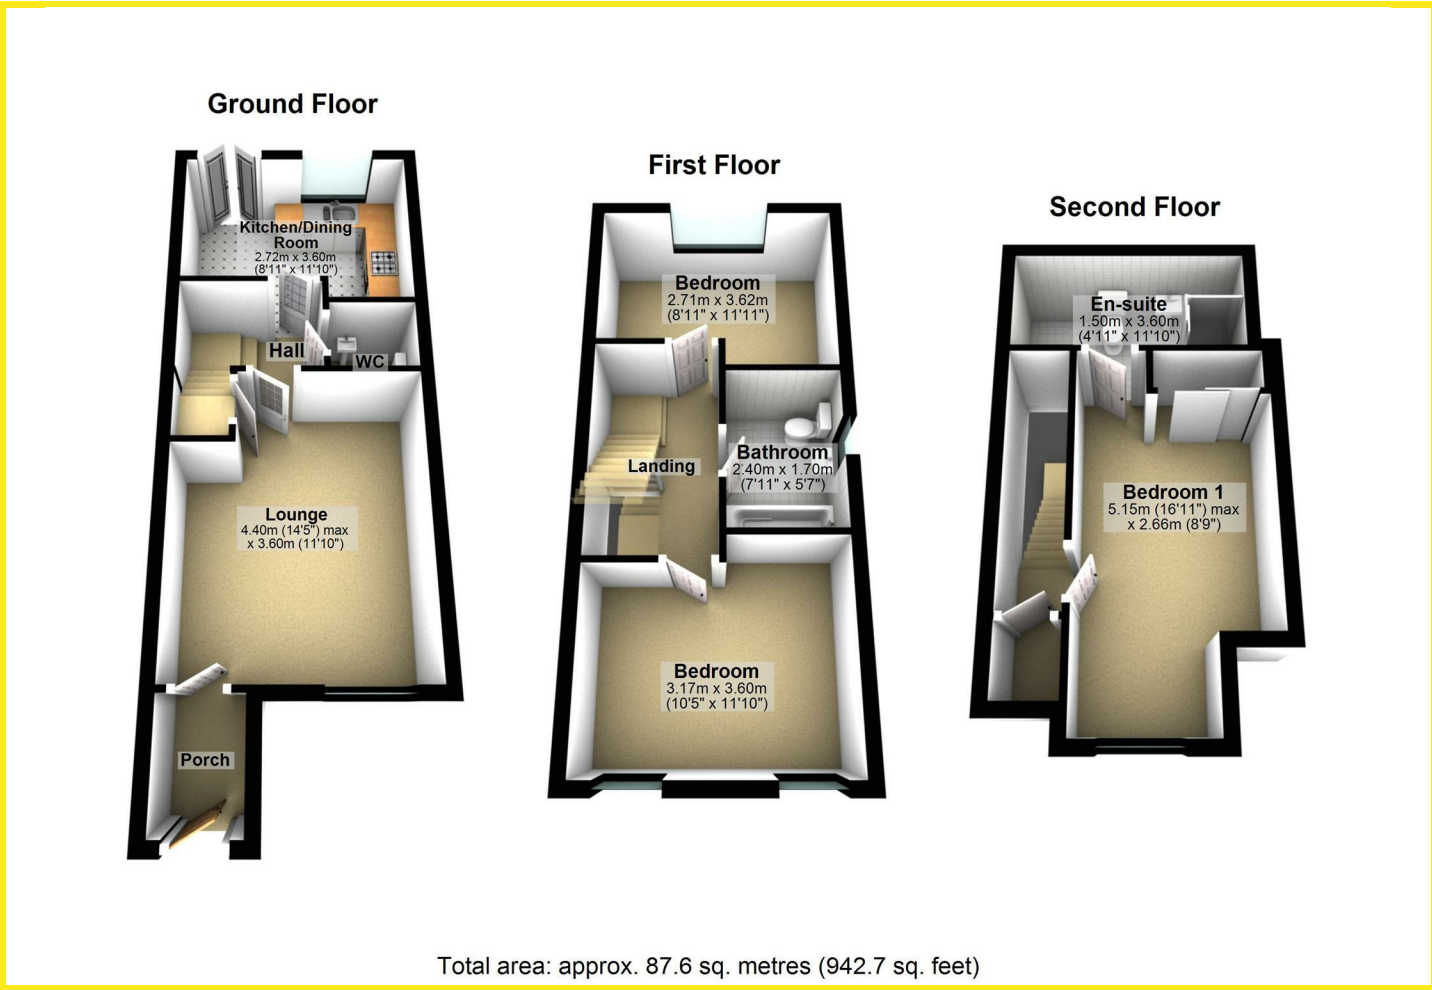 Ground Floor
Kitchen/Dining
Room
2.72m x 3.60m
(8'11" x 11'10")
Hall
WC
Lounge
4.40m (14'5") max
x 3.60m (11'10")
Porch
First Floor
Bedroom
2.71m x 3.62m
(8'11" x 11'11")
Landing
Bathroom
2.40m x 1.70m
(7'11" x 5'7")
Bedroom
3.17m x 3.60m
(10'5" x 11'10")
Second Floor
En-suite
1.50m x 3.60m
(4'11" x 11'10")
Bedroom 1
5.15m (16'11") max
x 2.66m (8'9")
Total area: approx. 87.6 sq. metres (942.7 sq. feet)